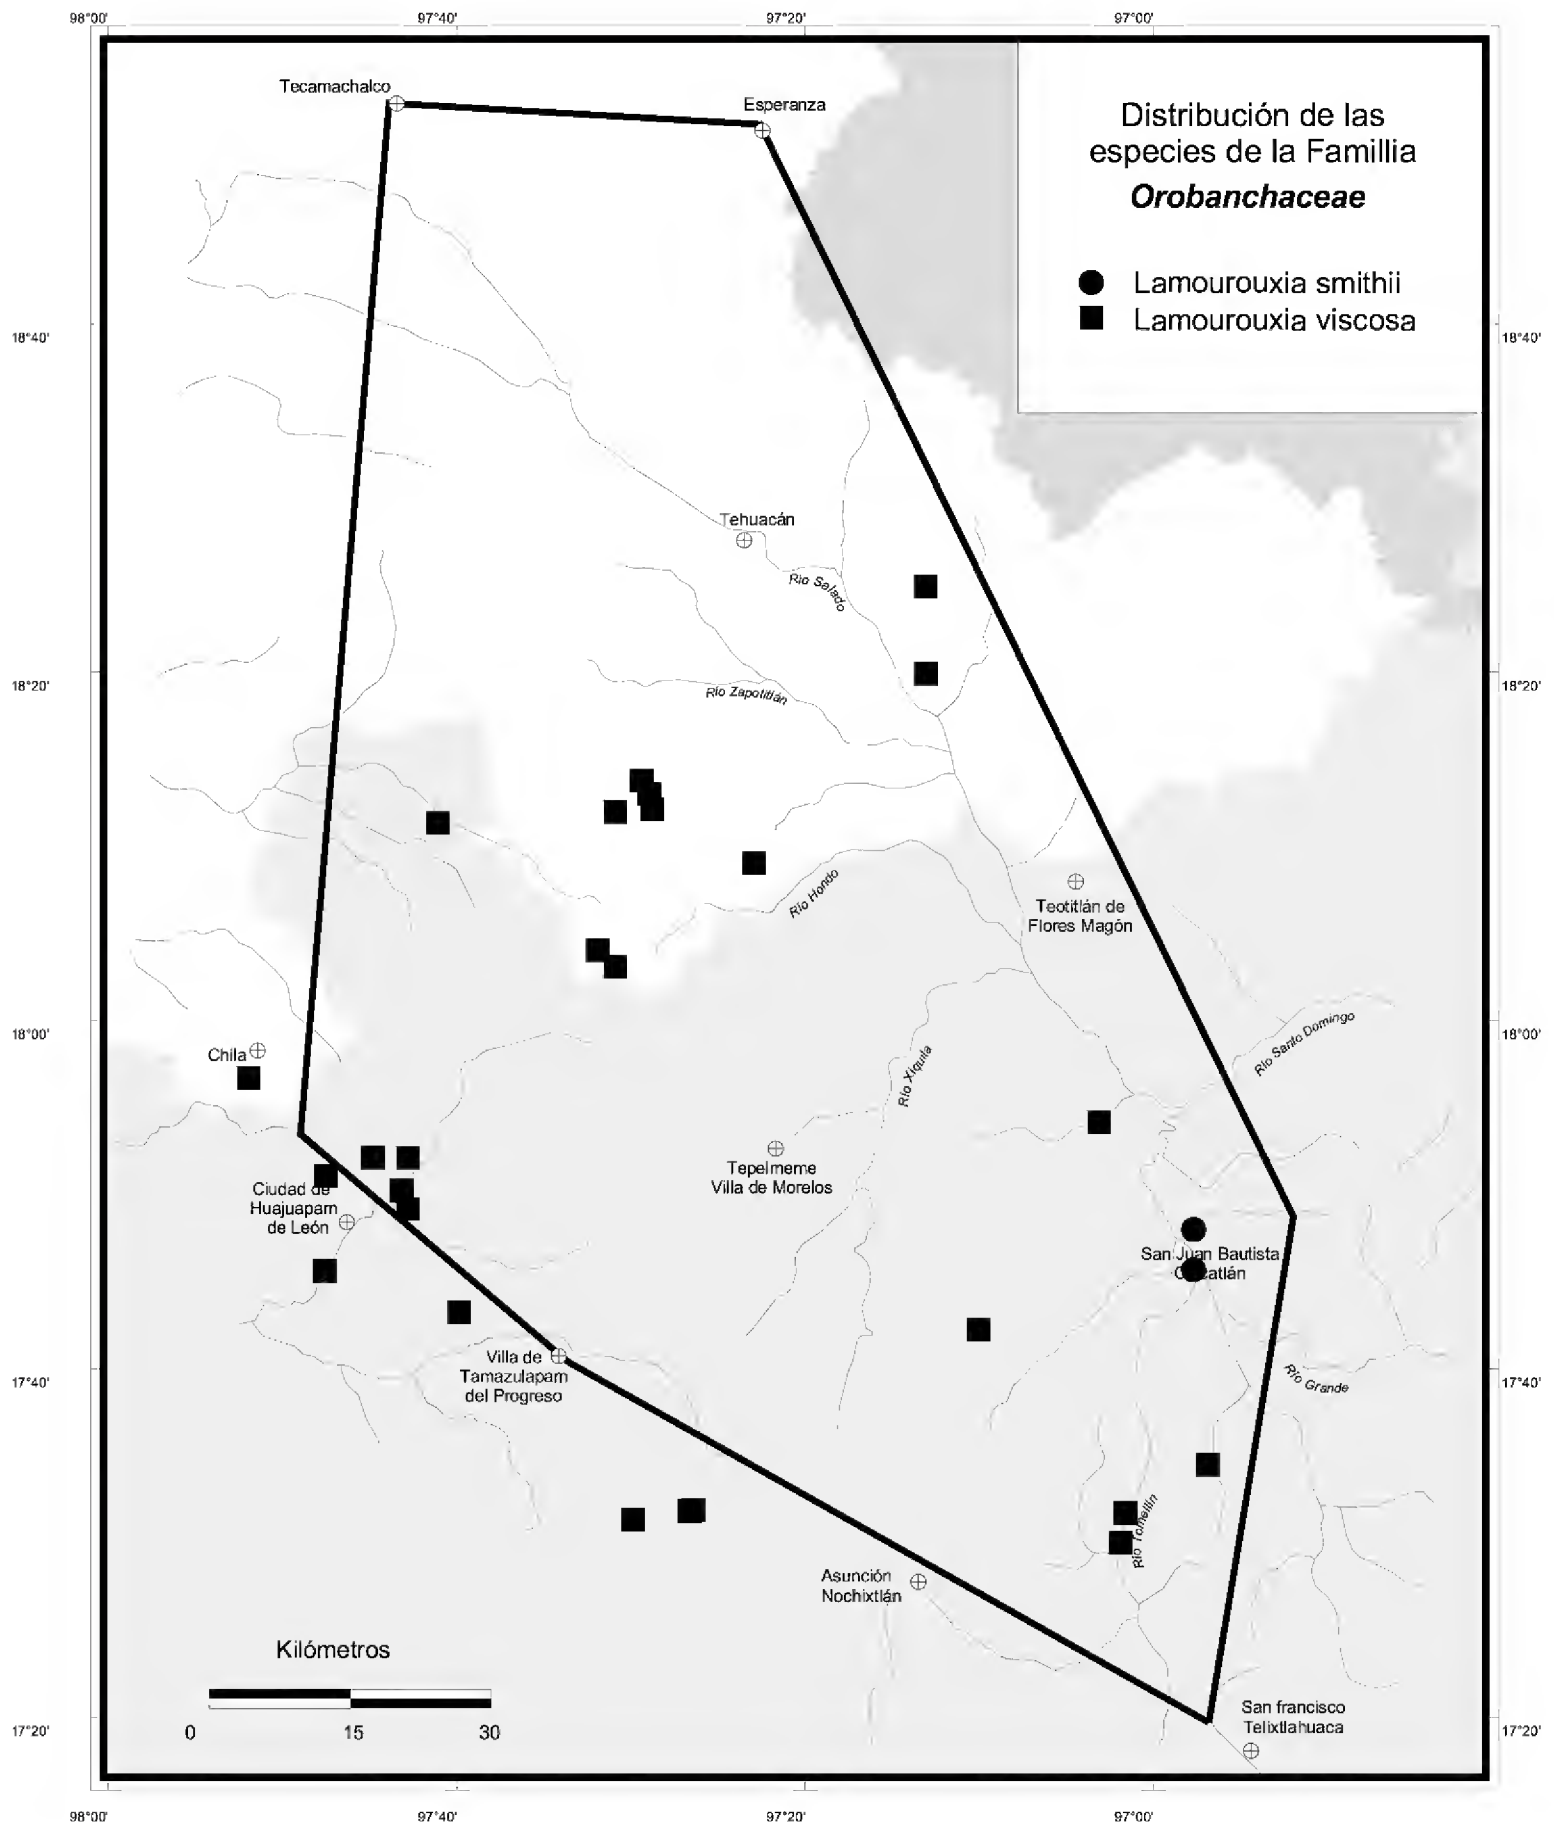 98°00'
97°40'
97°20'
97°00'
Tecamachalco
Esperanza
Distribución de las
especies de la Famillia
Orobanchaceae
Lamourouxia smithii
Lamourouxia viscosa
18°40'
18°40'
Tehuacán
Río Salado
18°20'
18°20'
Río Zapotitlán
Río Hondo
Teotitlán de
Flores Magón
18°00'
18°00'
Río Santo Domingo
Chila
Río Xiquila
Tepelmeme
Villa de Morelos
Ciudad de
Huajuapam
de León
San Juan Bautista
17°40'
17°40'
Villa de
Tamazulapam
del Progreso
Río Grande
Río Tomellín
Asunción
Nochixtlán
Kilómetros
0
15
30
San francisco
Telixtlahuaca
17°20'
17°20'
98°00'
97°40'
97°20'
97°00'